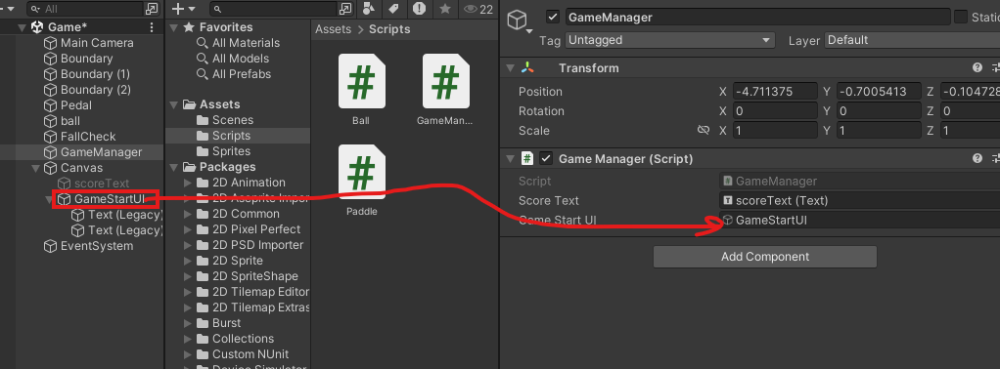 All
Game*
Main Camera
Boundary
Boundary (1)
Boundary (2)
Pedal
ball
FallCheck
GameManager
Canvas
scoreText
GameStartUI
Text (Legacy)
Text (Legacy)
EventSystem
22
Favorites
All Materials
All Models
All Prefabs
Assets
Scenes
Scripts
Sprites
Packages
2D Animation
2D Aseprite Impor
2D Common
2D Pixel Perfect
2D PSD Importer
2D Sprite
2D SpriteShape
2D Tilemap Editor
2D Tilemap Extras
Burst
Collections
Custom NUnit
Device Simulator
Assets > Scripts
Ball
GameMan...
Paddle
GameManager
Static
Tag Untagged Layer Default
Transform
Position X -4.711375 Y -0.7005413 Z -0.104728
Rotation X 0 Y 0 Z 0
Scale X 1 Y 1 Z 1
Game Manager (Script)
Script GameManager
Score Text scoreText (Text)
Game Start UI GameStartUI
Add Component